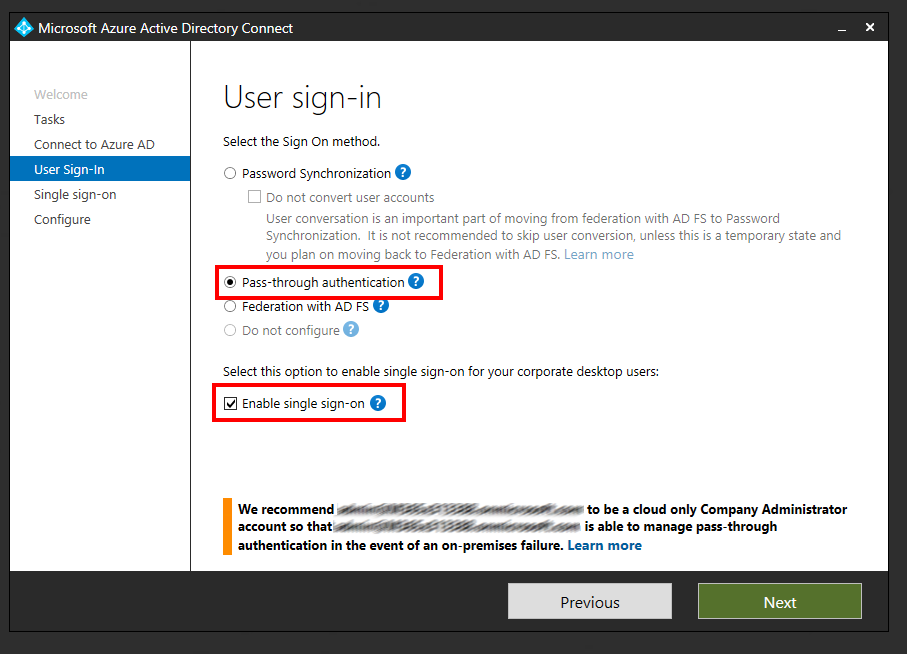 Microsoft Azure Active Directory Connect
Welcome
Tasks
Connect to Azure AD
User Sign-In
Single sign-on
Configure
User sign-in
Select the Sign On method.
Password Synchronization ?
Do not convert user accounts
User conversation is an important part of moving from federation with AD FS to Password
Synchronization. It is not recommended to skip user conversion, unless this is a temporary state and
you plan on moving back to Federation with AD FS. Learn more
Pass-through authentication ?
Federation with AD FS ?
Do not configure ?
Select this option to enable single sign-on for your corporate desktop users:
Enable single sign-on ?
We recommend to be a cloud only Company Administrator
account so that is able to manage pass-through
authentication in the event of an on-premises failure. Learn more
Previous
Next